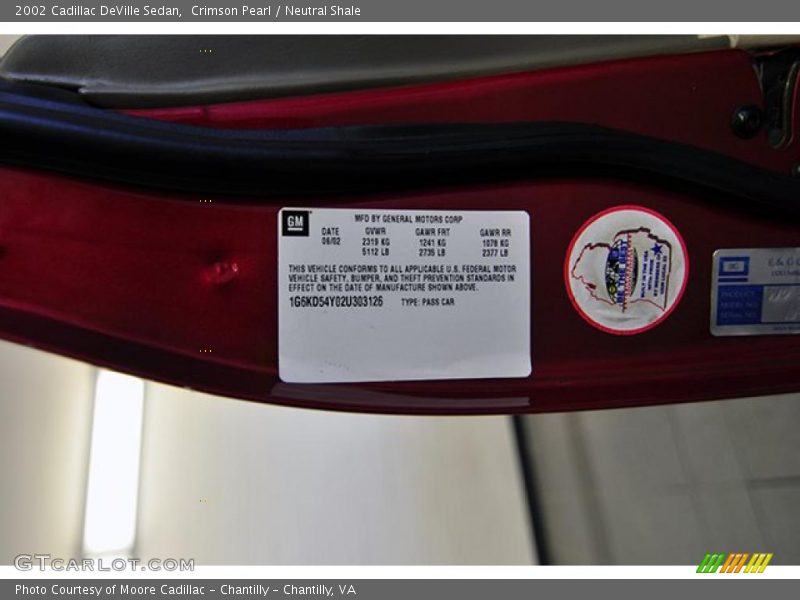 2002 Cadillac DeVille Sedan, Crimson Pearl / Neutral Shale
GM
MFD BY GENERAL MOTORS CORP
DATE GVWR GAWR FRT GAWR RR
06/02 2319 KG 1241 KG 1078 KG
5112 LB 2735 LB 2377 LB
THIS VEHICLE CONFORMS TO ALL APPLICABLE U.S. FEDERAL MOTOR
VEHICLE SAFETY, BUMPER, AND THEFT PREVENTION STANDARDS IN
EFFECT ON THE DATE OF MANUFACTURE SHOWN ABOVE.
1G6KD54Y02U303126 TYPE: PASS CAR
GTCARLOT.COM
Photo Courtesy of Moore Cadillac - Chantilly - Chantilly, VA